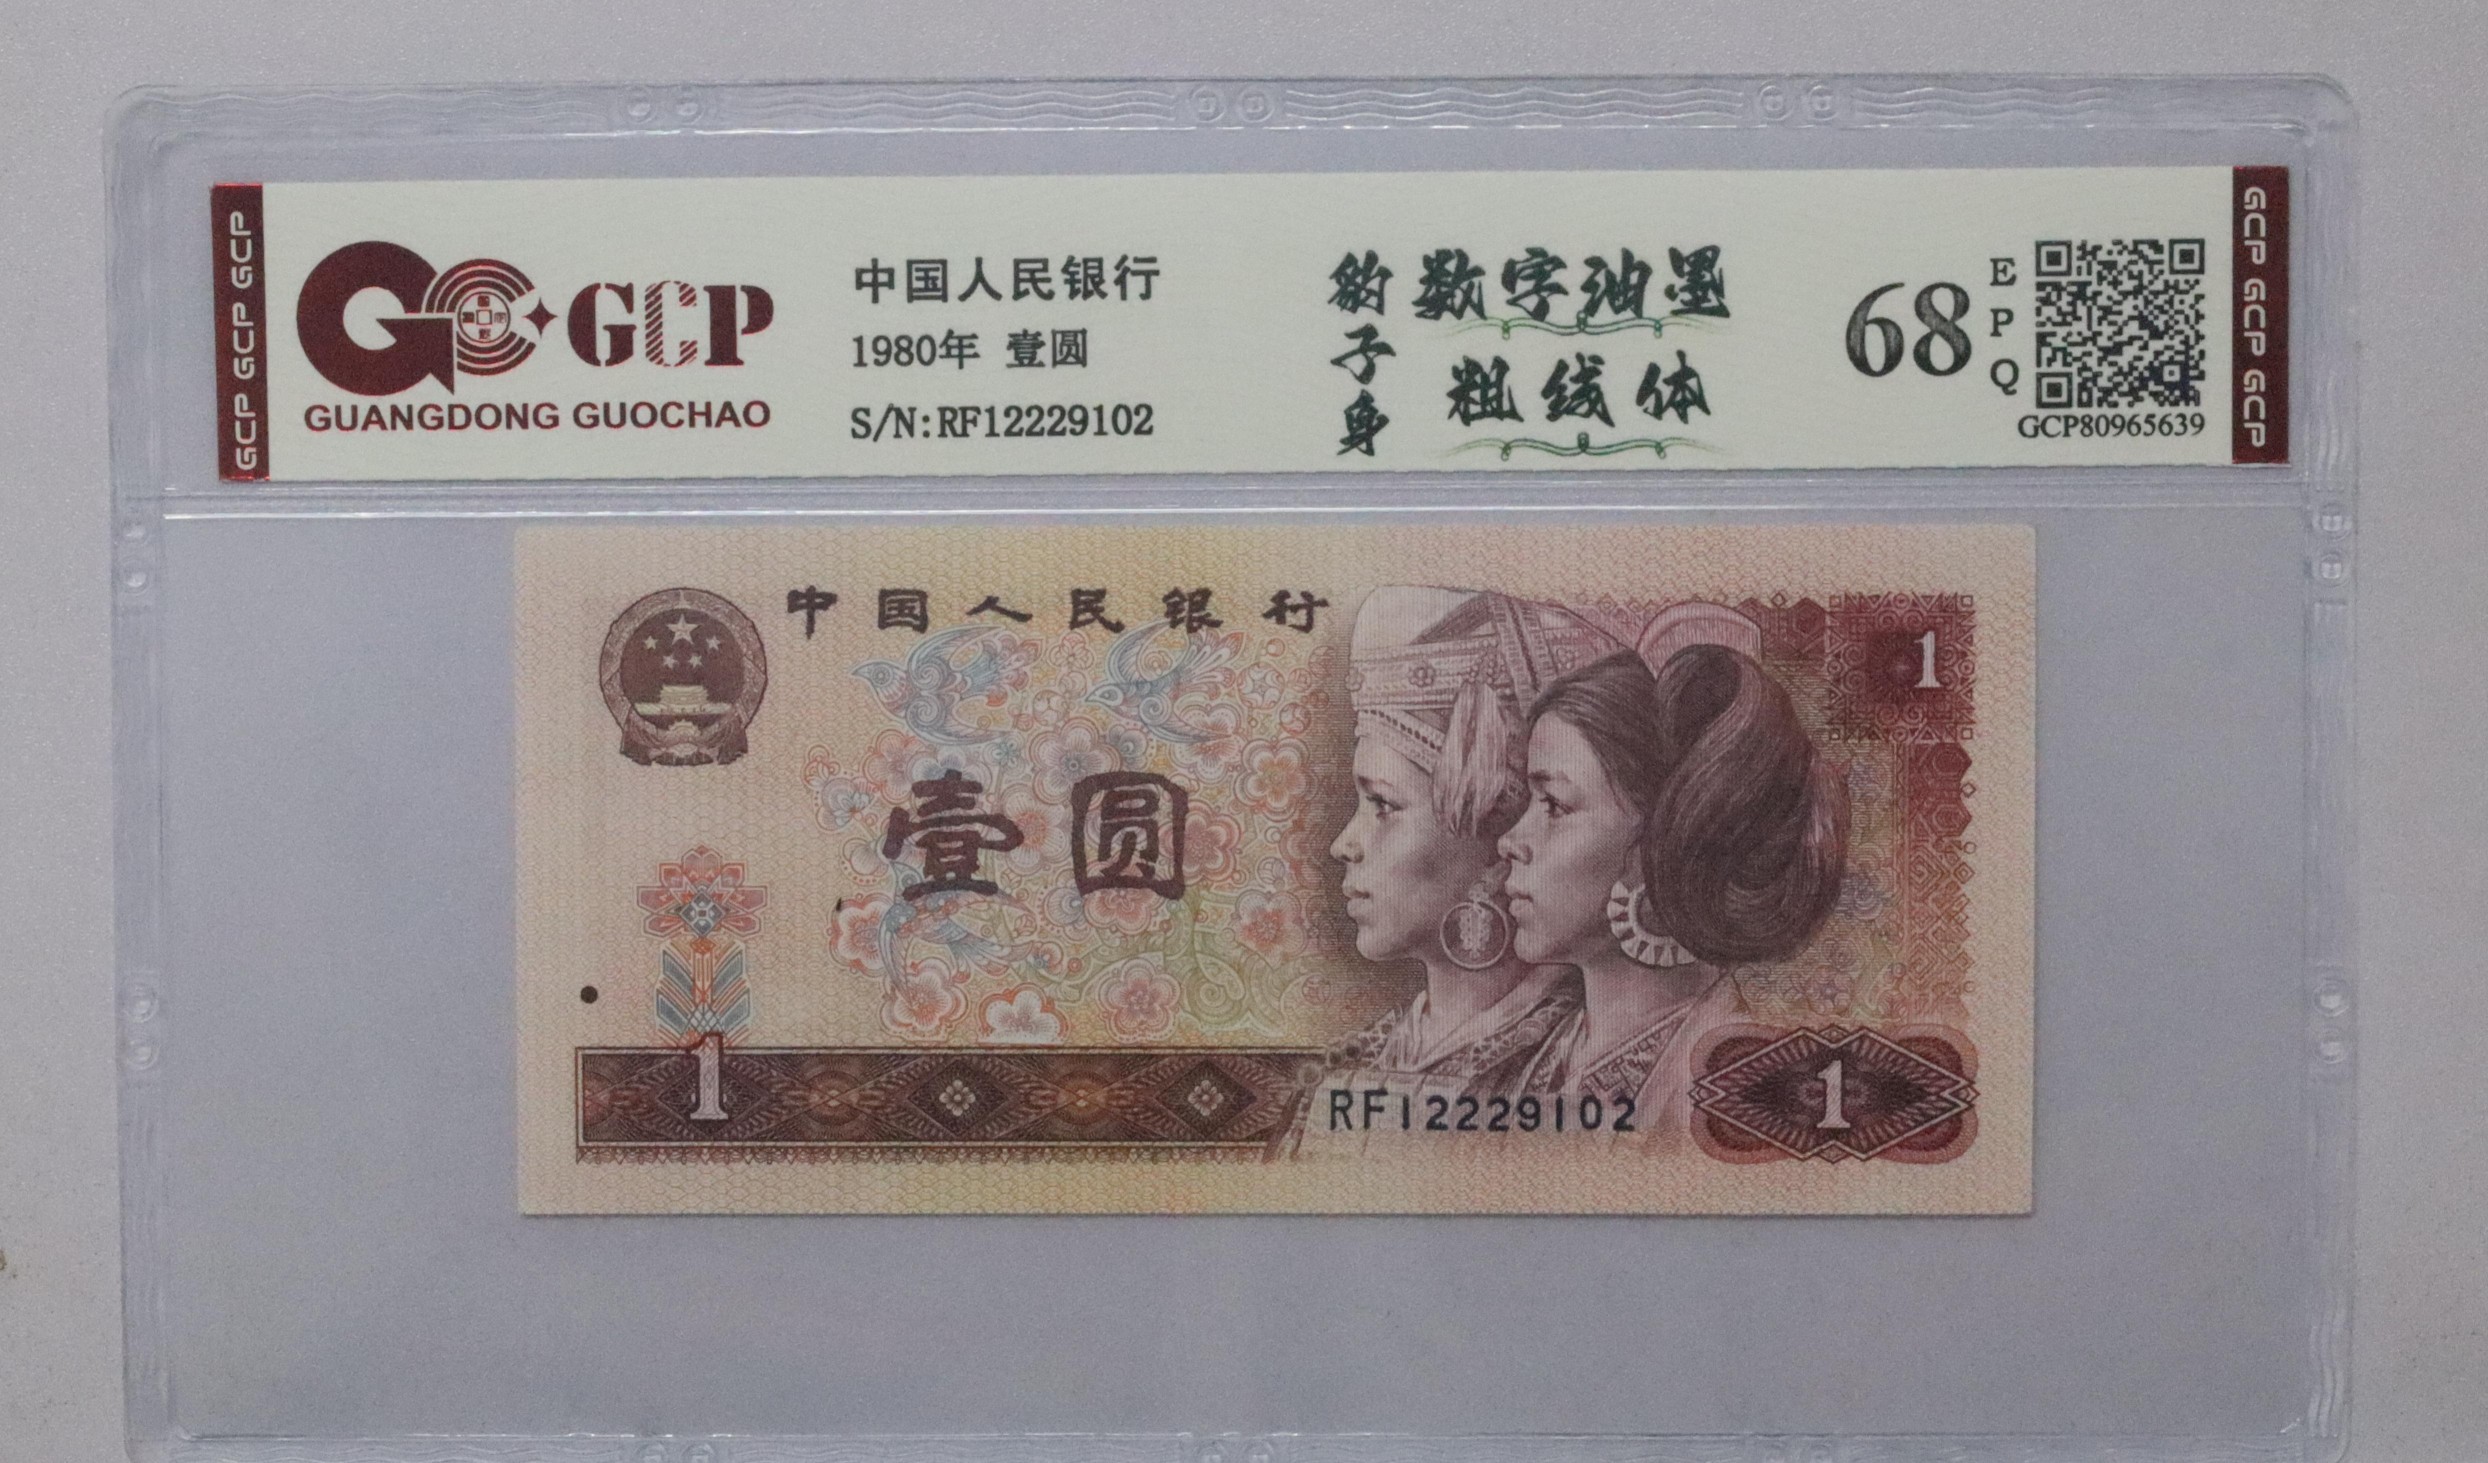 GCP GCP GCP
GCP
GUANGDONG GUOCHAO
中国人民银行
1980年 壹圆
S/N:RF12229102
豹子身
数字油墨
粗线体
68
EPQ
GCP80965639
GCP GCP GCP
中国人民银行
1
壹圆
1
RF12229102
1